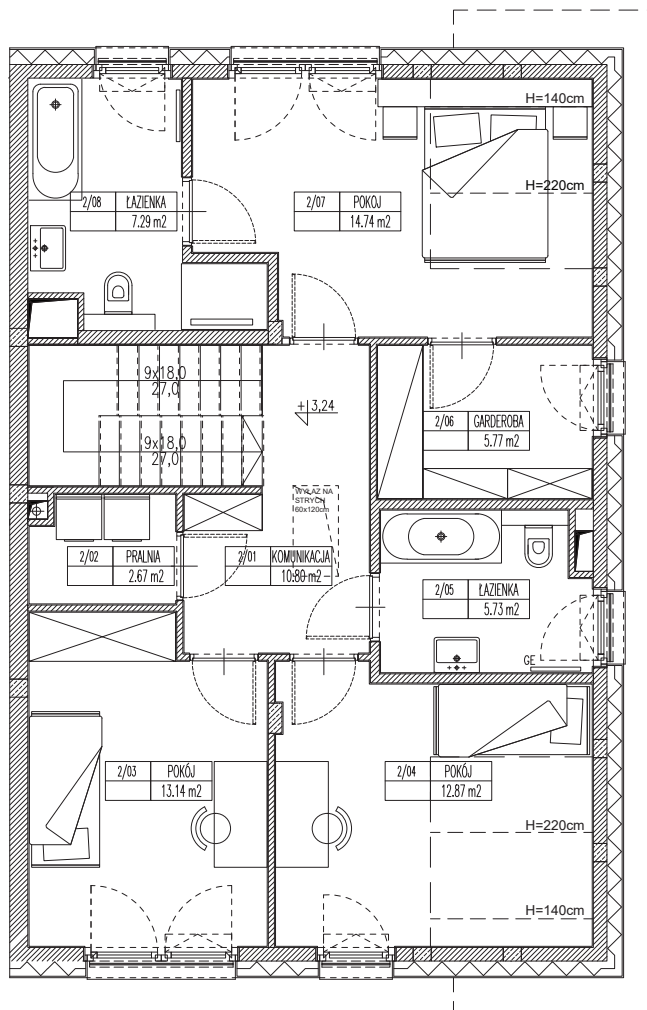 H=140cm
H=220cm
2/08 ŁAZIENKA
7.29 m2
2/07 POKÓJ
14.74 m2
9x18,0
27,0
+3,24
2/06 GARDEROBA
5.77 m2
9x18,0
27,0
WYŁAZ NA
STRYCH
60x120cm
2/02 PRALNIA
2.67 m2
2/01 KOMUNIKACJA
10.80 m2
2/05 ŁAZIENKA
5.73 m2
GE
2/03 POKÓJ
13.14 m2
2/04 POKÓJ
12.87 m2
H=220cm
H=140cm